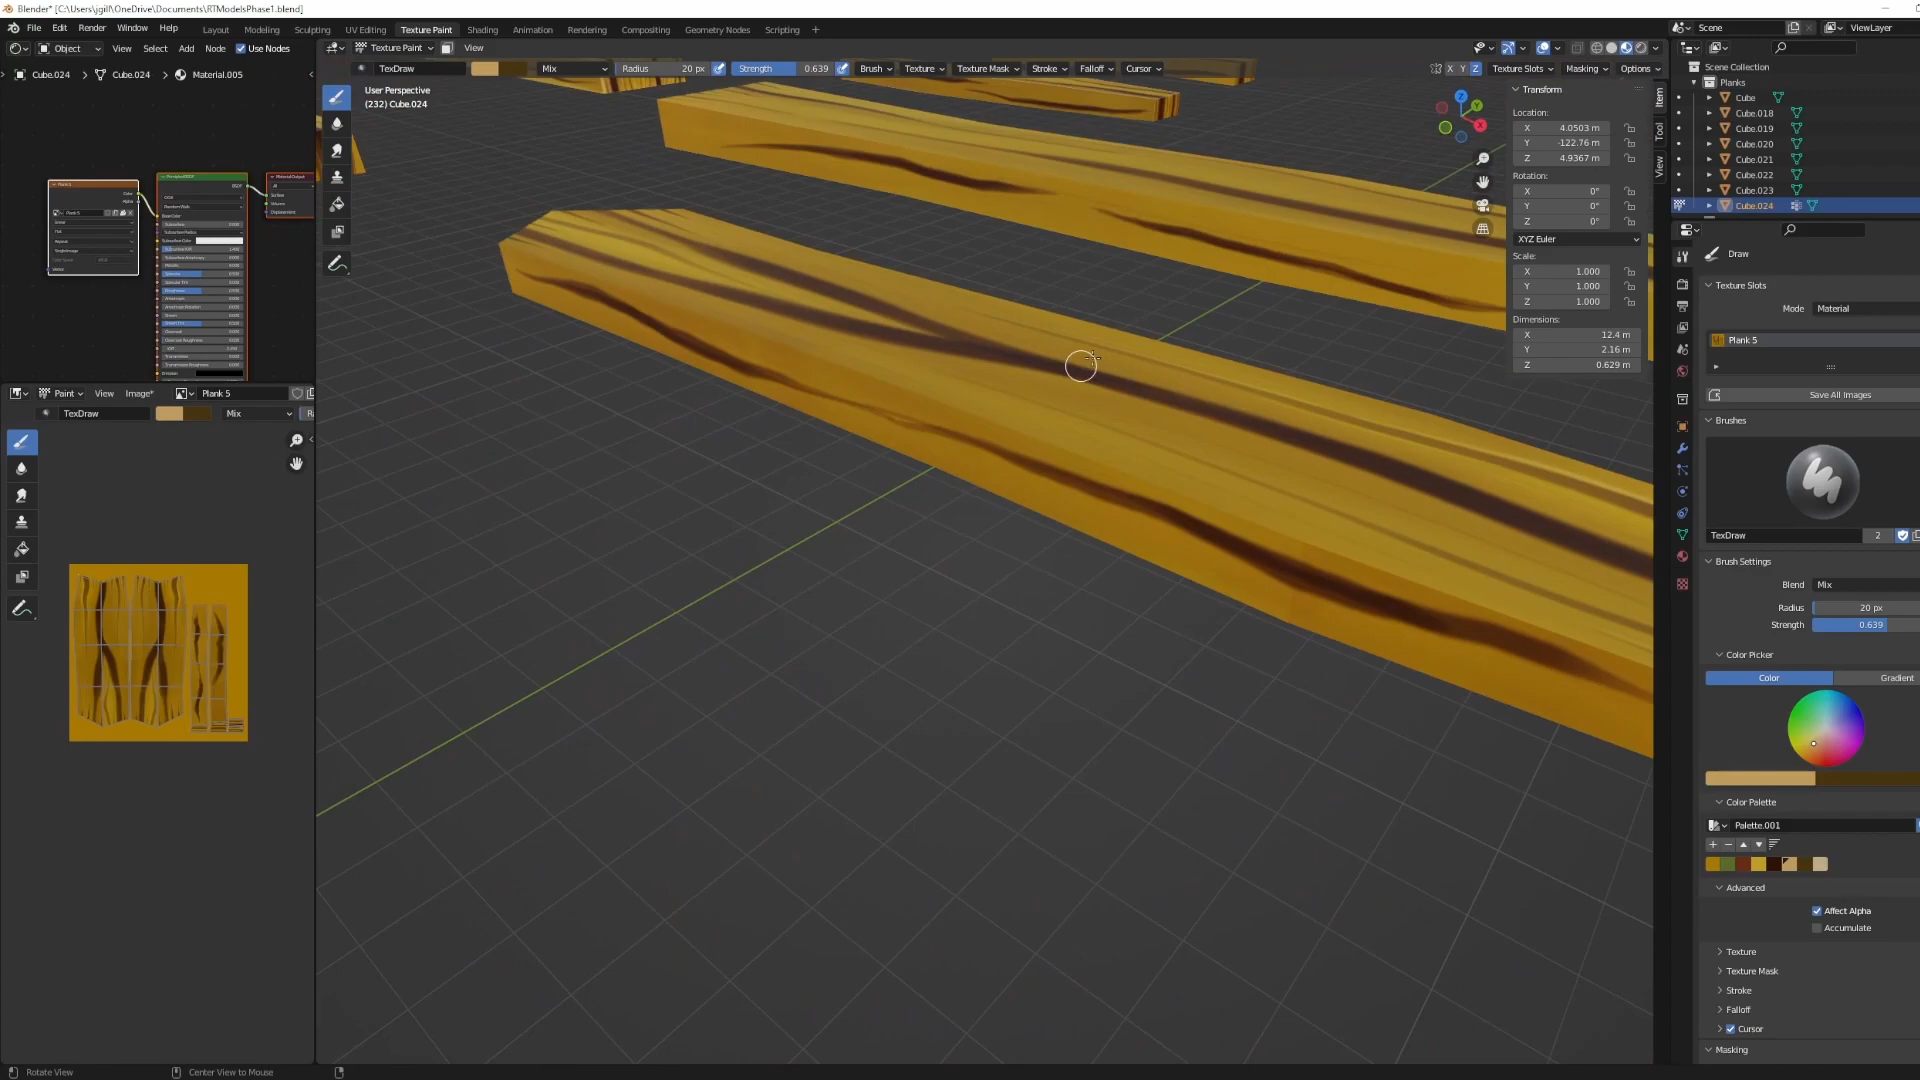 Blender* [C:\Users\jgill\OneDrive\Documents\RTModelsPhase1.blend]
File Edit Render Window Help Layout Modeling Sculpting UV Editing Texture Paint Shading Animation Rendering Compositing Geometry Nodes Scripting + Scene ViewLayer
Object View Select Add Node Use Nodes Texture Paint View
TexDraw Mix Radius 20 px Strength 0.639 Brush Texture Texture Mask Stroke Falloff Cursor X Y Z Texture Slots Masking Options
Cube.024 > Cube.024 > Material.005
User Perspective
(232) Cube.024
Z
Y
X
Transform
Location:
X 4.0503 m
Y -122.76 m
Z 4.9367 m
Rotation:
X 0°
Y 0°
Z 0°
XYZ Euler
Scale:
X 1.000
Y 1.000
Z 1.000
Dimensions:
X 12.4 m
Y 2.16 m
Z 0.629 m
Item
Tool
View
Scene Collection
Planks
Cube
Cube.018
Cube.019
Cube.020
Cube.021
Cube.022
Cube.023
Cube.024
Draw
Texture Slots
Mode Material
Plank 5
Save All Images
Brushes
TexDraw 2
Brush Settings
Blend Mix
Radius 20 px
Strength 0.639
Color Picker
Color Gradient
Color Palette
Palette.001
Advanced
Affect Alpha
Accumulate
Texture
Texture Mask
Stroke
Falloff
Cursor
Masking
Paint View Image* Plank 5
TexDraw Mix
Rotate View Center View to Mouse